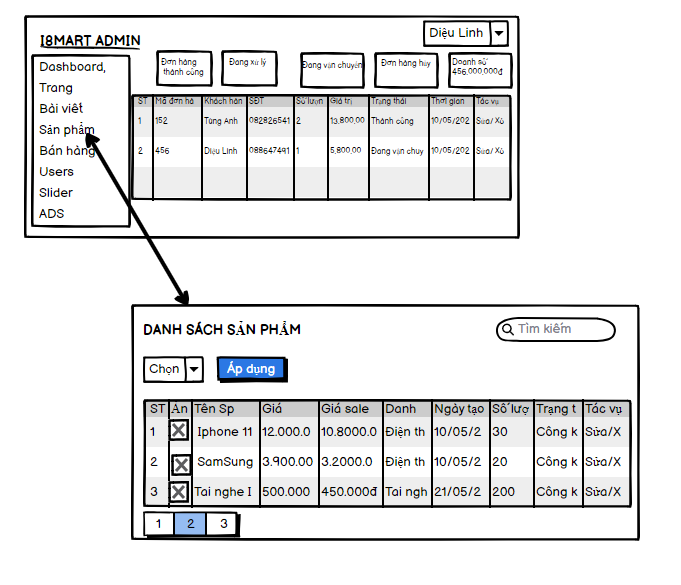 I8MART ADMIN
Diệu Linh
Dashboard,
Trang
Bài viết
Sản phẩm
Bán hàng
Users
Slider
ADS
Đơn hàng thành công
Đang xử lý
Đang vận chuyển
Đơn hàng hủy
Doanh số 456,000,000đ
ST Mã đơn hà Khách hàn SĐT Số lượn Giá trị Trạng thái Thời gian Tác vụ
1 152 Tùng Anh 082826541 2 13,800,00 Thành công 10/05/202 Sửa/ Xó
2 456 Diệu Linh 088647491 1 5,800,00 Đang vận chuy 10/05/202 Sửa/ Xó
DANH SÁCH SẢN PHẨM
Tìm kiếm
Chọn
Áp dụng
ST Ản Tên Sp Giá Giá sale Danh Ngày tạo Số lượ Trạng t Tác vụ
1 Iphone 11 12.000.0 10.8000.0 Điện th 10/05/2 30 Công k Sửa/X
2 SamSung 3.900.00 3.2000.0 Điện th 10/05/2 20 Công k Sửa/X
3 Tai nghe I 500.000 450.000đ Tai ngh 21/05/2 200 Công k Sửa/X
1 2 3